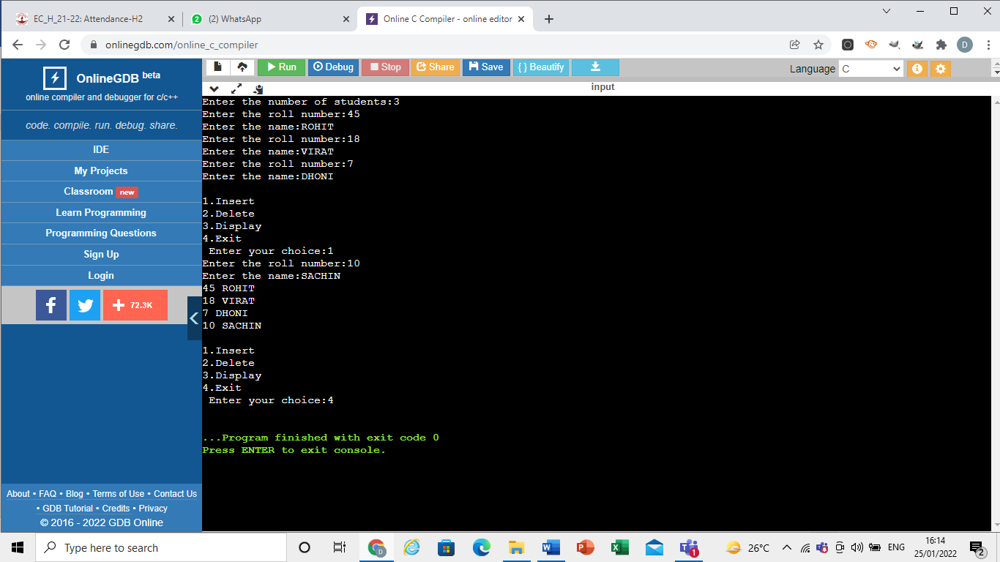 EC_H_21-22: Attendance-H2
(2) WhatsApp
Online C Compiler - online editor
onlinegdb.com/online_c_compiler
D
OnlineGDB beta
online compiler and debugger for c/c++
code. compile. run. debug. share.
IDE
My Projects
Classroom new
Learn Programming
Programming Questions
Sign Up
Login
72.3K
About • FAQ • Blog • Terms of Use • Contact Us
• GDB Tutorial • Credits • Privacy
© 2016 - 2022 GDB Online
Run Debug Stop Share Save { } Beautify
Language C
input
Enter the number of students:3
Enter the roll number:45
Enter the name:ROHIT
Enter the roll number:18
Enter the name:VIRAT
Enter the roll number:7
Enter the name:DHONI
1.Insert
2.Delete
3.Display
4.Exit
Enter your choice:1
Enter the roll number:10
Enter the name:SACHIN
45 ROHIT
18 VIRAT
7 DHONI
10 SACHIN
1.Insert
2.Delete
3.Display
4.Exit
Enter your choice:4
...Program finished with exit code 0
Press ENTER to exit console.
Type here to search
26°C
ENG
16:14
25/01/2022
2